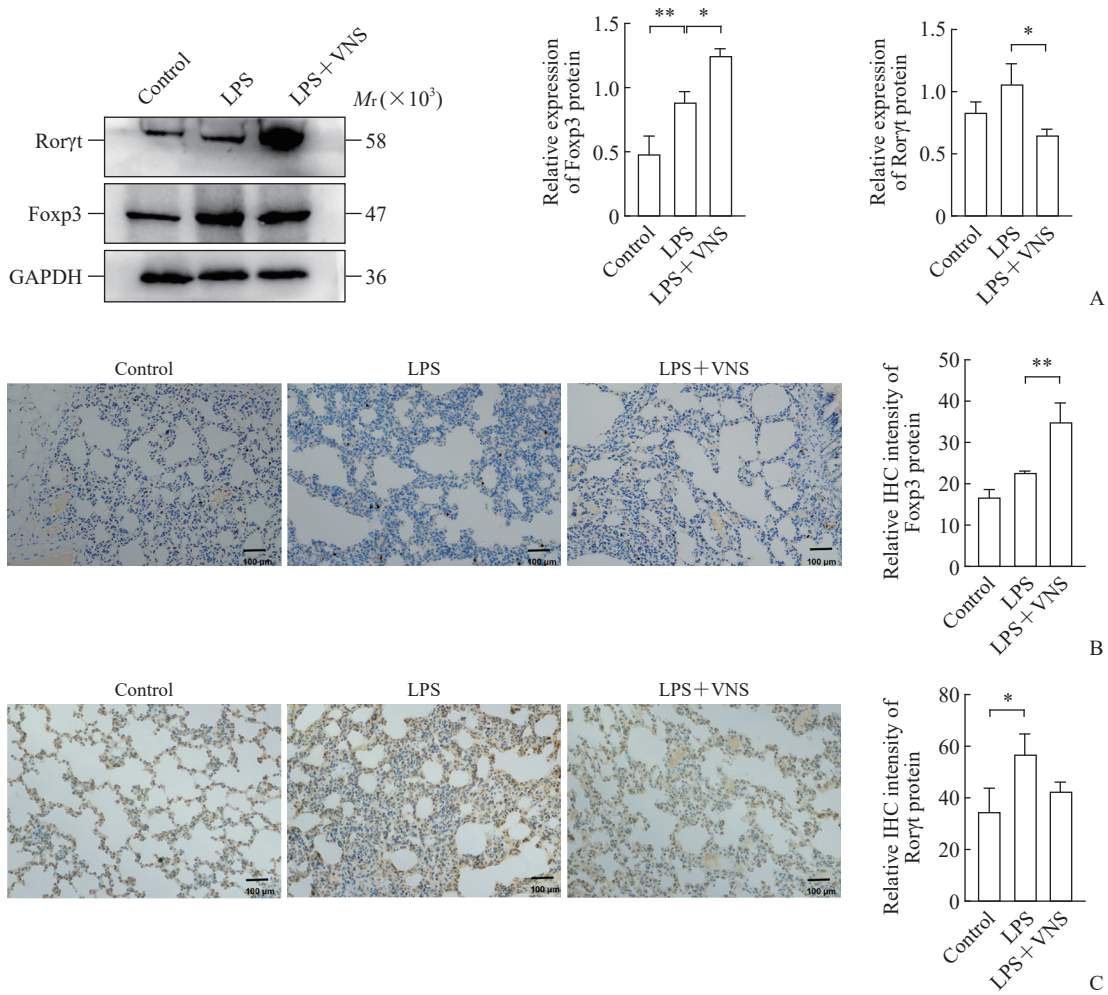 Control
LPS
LPS+VNS
Mr(×10³)
Rorγt
58
Foxp3
47
GAPDH
36
Relative expression
of Foxp3 protein
1.5
1.0
0.5
0
**
*
Control
LPS
LPS+VNS
Relative expression
of Rorγt protein
1.5
1.0
0.5
0
*
Control
LPS
LPS+VNS
A
Control
LPS
LPS+VNS
100 μm
100 μm
100 μm
Relative IHC intensity of
Foxp3 protein
50
40
30
20
10
0
**
Control
LPS
LPS+VNS
B
Control
LPS
LPS+VNS
100 μm
100 μm
100 μm
Relative IHC intensity of
Rorγt protein
80
60
40
20
0
*
Control
LPS
LPS+VNS
C